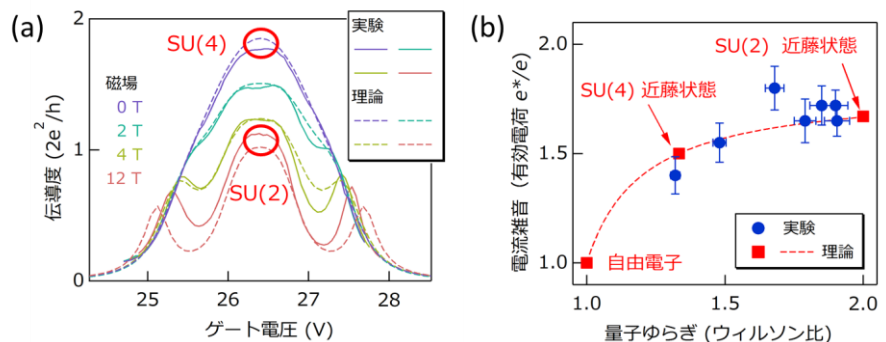 (a)
SU(4)
実験
理論
磁場
0 T
2 T
4 T
12 T
SU(2)
伝導度 (2e²/h)
2
1
0
25
26
27
28
ゲート電圧 (V)
(b)
SU(2) 近藤状態
SU(4) 近藤状態
自由電子
実験
理論
電流雑音 (有効電荷 e*/e)
2.0
1.5
1.0
1.0
1.5
2.0
量子ゆらぎ (ウィルソン比)